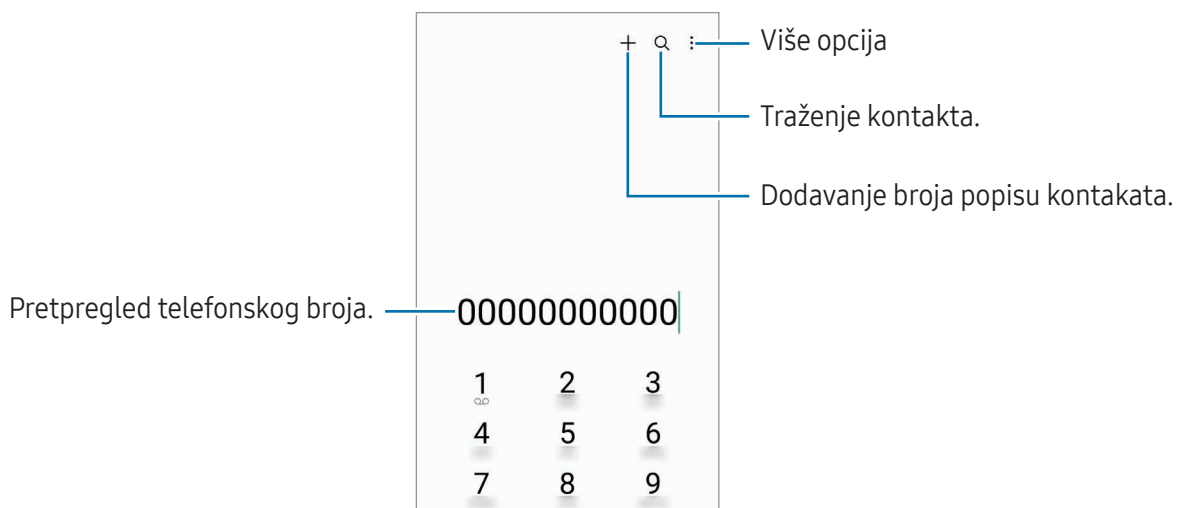 +
Više opcija
Traženje kontakta.
Dodavanje broja popisu kontakata.
Pretpregled telefonskog broja.
00000000000
1 2 3
4 5 6
7 8 9